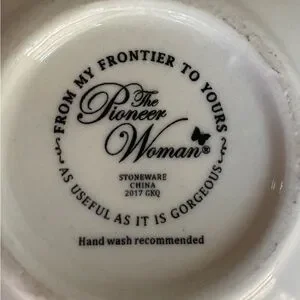 FROM MY FRONTIER TO YOURS
The
Pioneer
Woman®
STONEWARE
CHINA
2017 GKQ
AS USEFUL AS IT IS GORGEOUS
Hand wash recommended